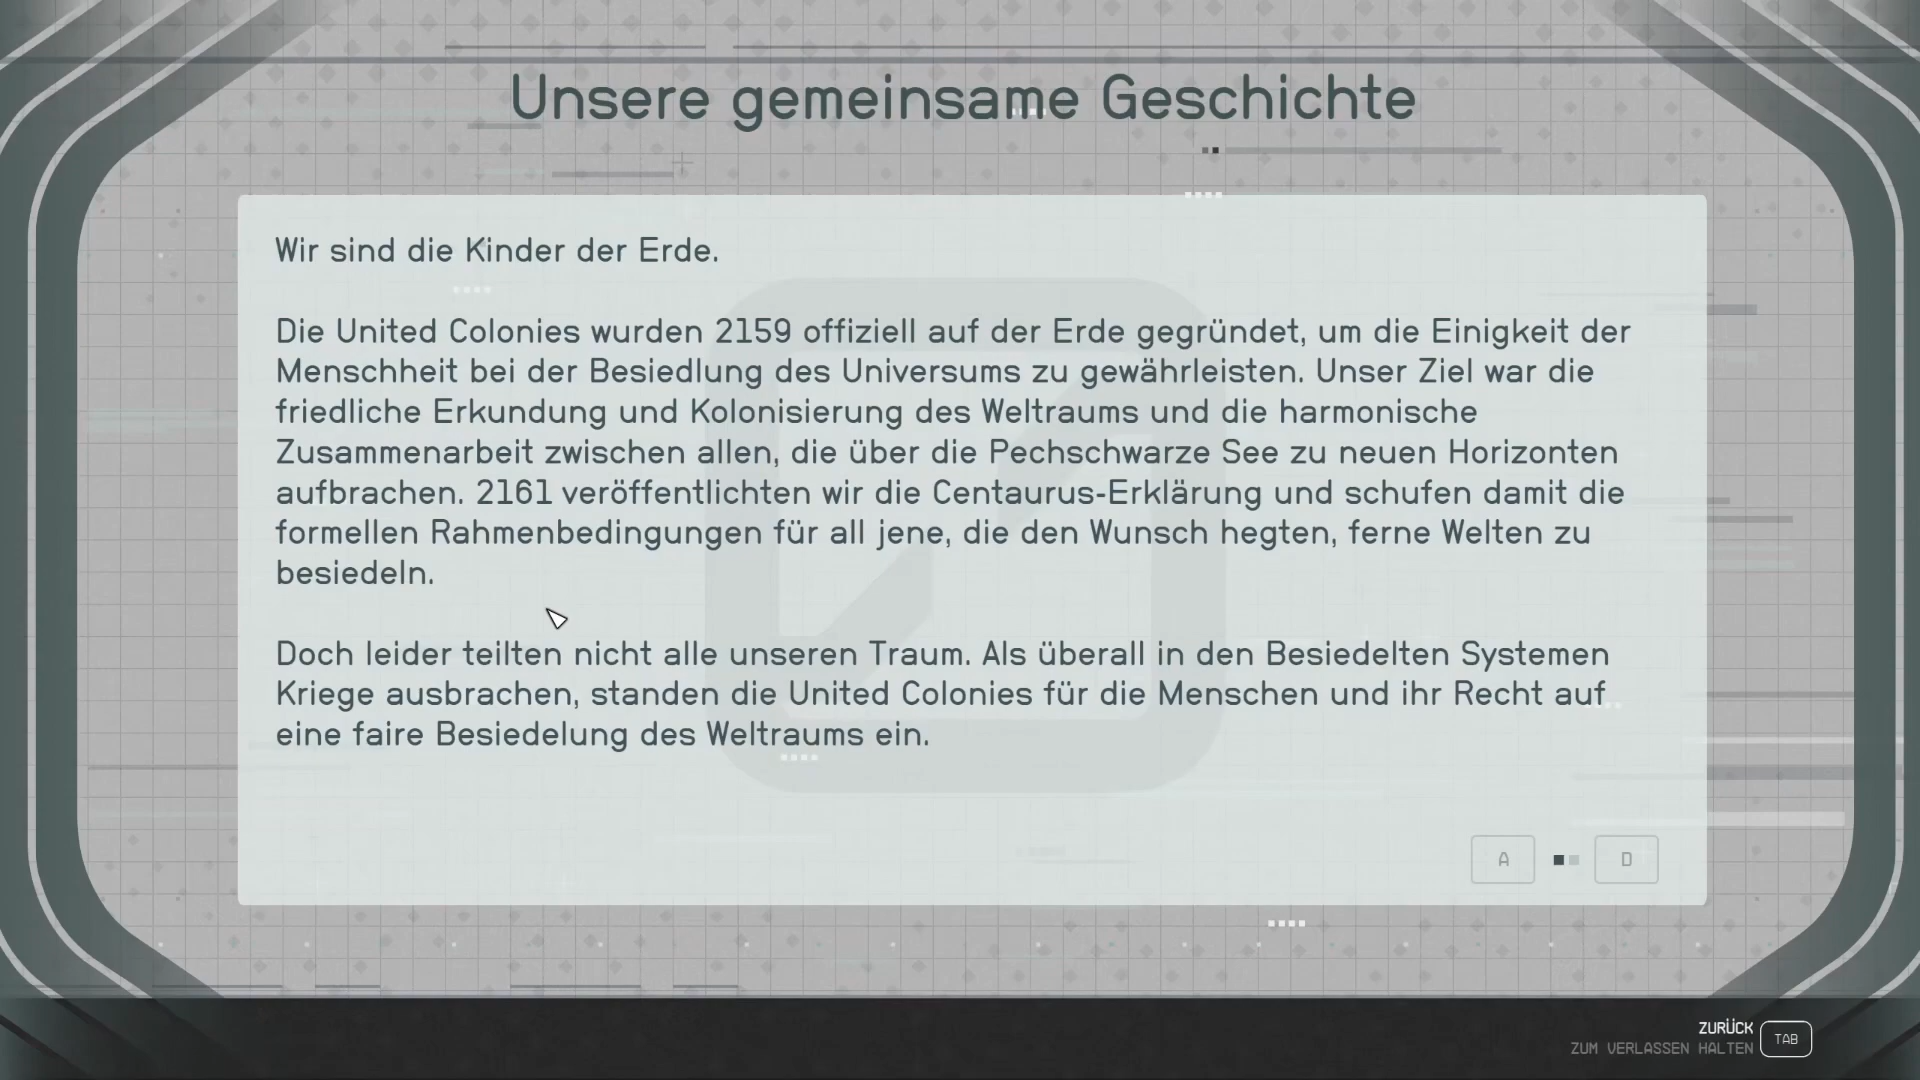 Unsere gemeinsame Geschichte
Wir sind die Kinder der Erde.
Die United Colonies wurden 2159 offiziell auf der Erde gegründet, um die Einigkeit der
Menschheit bei der Besiedlung des Universums zu gewährleisten. Unser Ziel war die
friedliche Erkundung und Kolonisierung des Weltraums und die harmonische
Zusammenarbeit zwischen allen, die über die Pechschwarze See zu neuen Horizonten
aufbrachen. 2161 veröffentlichten wir die Centaurus-Erklärung und schufen damit die
formellen Rahmenbedingungen für all jene, die den Wunsch hegten, ferne Welten zu
besiedeln.
Doch leider teilten nicht alle unseren Traum. Als überall in den Besiedelten Systemen
Kriege ausbrachen, standen die United Colonies für die Menschen und ihr Recht auf
eine faire Besiedelung des Weltraums ein.
A D
ZURÜCK
ZUM VERLASSEN HALTEN TAB